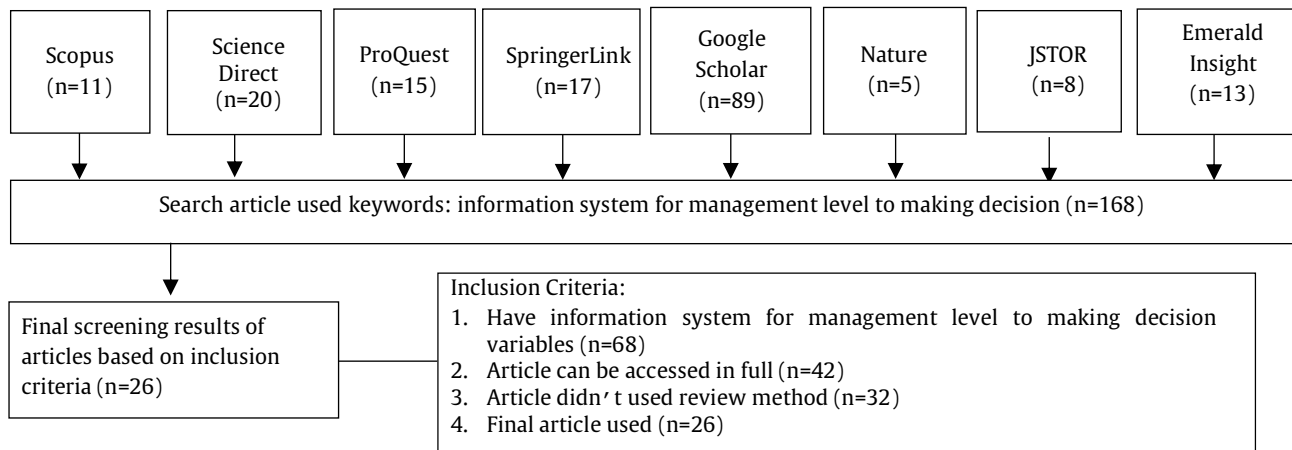 Scopus
(n=11)
Science
Direct
(n=20)
ProQuest
(n=15)
SpringerLink
(n=17)
Google
Scholar
(n=89)
Nature
(n=5)
JSTOR
(n=8)
Emerald
Insight
(n=13)
Search article used keywords: information system for management level to making decision (n=168)
Final screening results of
articles based on inclusion
criteria (n=26)
Inclusion Criteria:
1. Have information system for management level to making decision
variables (n=68)
2. Article can be accessed in full (n=42)
3. Article didn't used review method (n=32)
4. Final article used (n=26)